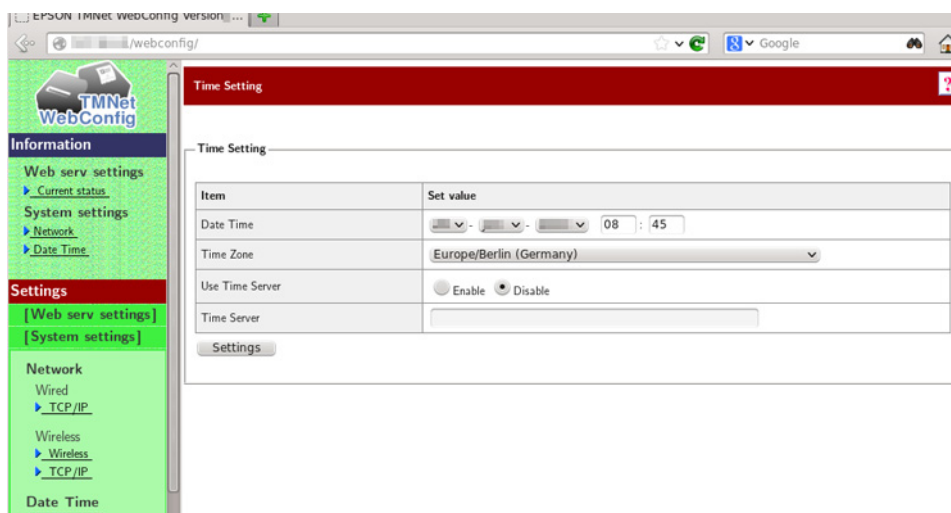 EPSON TMNet WebConfig Version ...
/webconfig/
Google
TMNet
WebConfig
Information
Web serv settings
Current status
System settings
Network
Date Time
Settings
[Web serv settings]
[System settings]
Network
Wired
TCP/IP
Wireless
Wireless
TCP/IP
Date Time
Time Setting
?
Time Setting
Item Set value
Date Time - - 08 : 45
Time Zone Europe/Berlin (Germany)
Use Time Server Enable Disable
Time Server
Settings